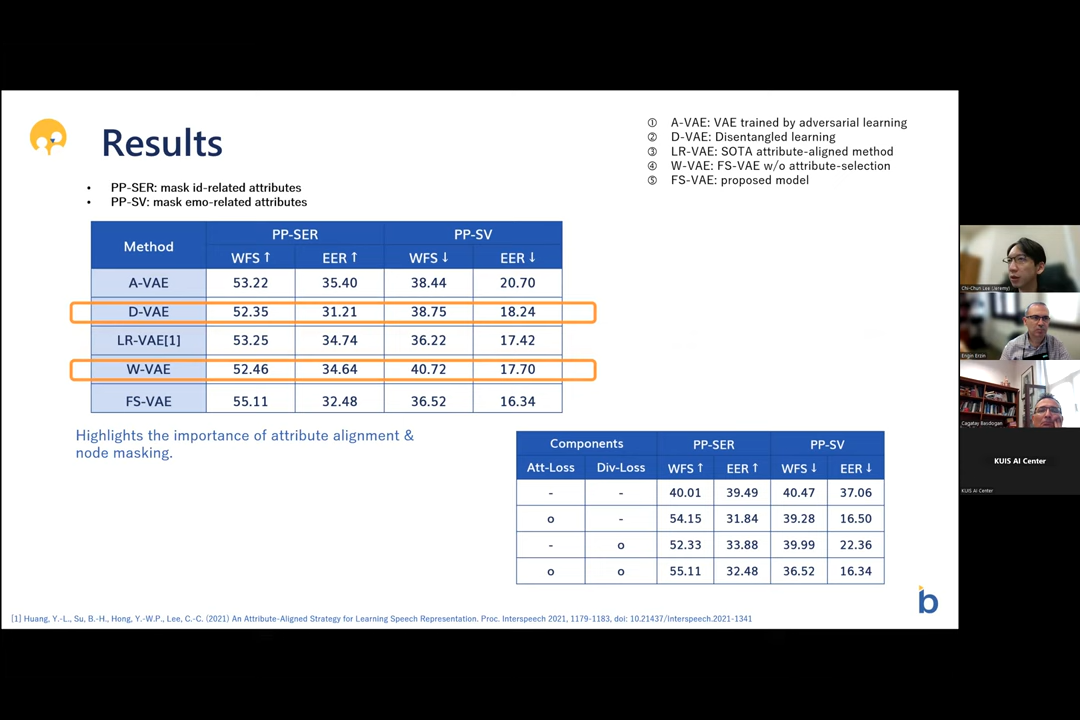 Results
① A-VAE: VAE trained by adversarial learning
② D-VAE: Disentangled learning
③ LR-VAE: SOTA attribute-aligned method
④ W-VAE: FS-VAE w/o attribute-selection
⑤ FS-VAE: proposed model
• PP-SER: mask id-related attributes
• PP-SV: mask emo-related attributes
Method PP-SER PP-SV
WFS ↑ EER ↑ WFS ↓ EER ↓
A-VAE 53.22 35.40 38.44 20.70
D-VAE 52.35 31.21 38.75 18.24
LR-VAE[1] 53.25 34.74 36.22 17.42
W-VAE 52.46 34.64 40.72 17.70
FS-VAE 55.11 32.48 36.52 16.34
Highlights the importance of attribute alignment &
node masking.
Components PP-SER PP-SV
Att-Loss Div-Loss WFS ↑ EER ↑ WFS ↓ EER ↓
- - 40.01 39.49 40.47 37.06
o - 54.15 31.84 39.28 16.50
- o 52.33 33.88 39.99 22.36
o o 55.11 32.48 36.52 16.34
b
[1] Huang, Y.-L., Su, B.-H., Hong, Y.-W.P., Lee, C.-C. (2021) An Attribute-Aligned Strategy for Learning Speech Representation. Proc. Interspeech 2021, 1179-1183, doi: 10.21437/Interspeech.2021-1341
Chi-Chun Lee (Jeremy)
Engin Erzin
Cagatay Basdogan
KUIS AI Center
KUIS AI Center